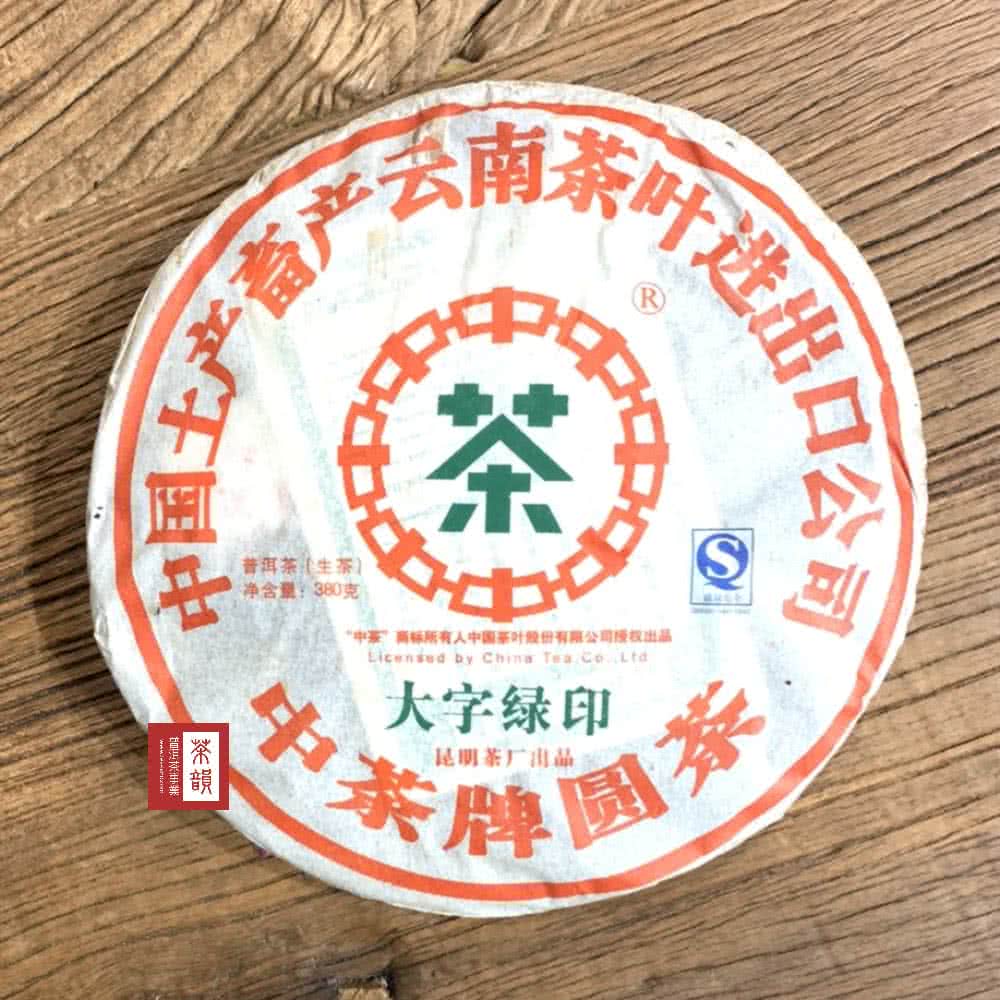 中国土产畜产云南茶叶进出口公司
®
茶
普洱茶（生茶）
净含量：380克
S
“中茶”商标所有人中国茶叶股份有限公司授权出品
Licensed by China Tea Co.,Ltd
大字绿印
昆明茶厂出品
中茶牌圆茶
茶韻